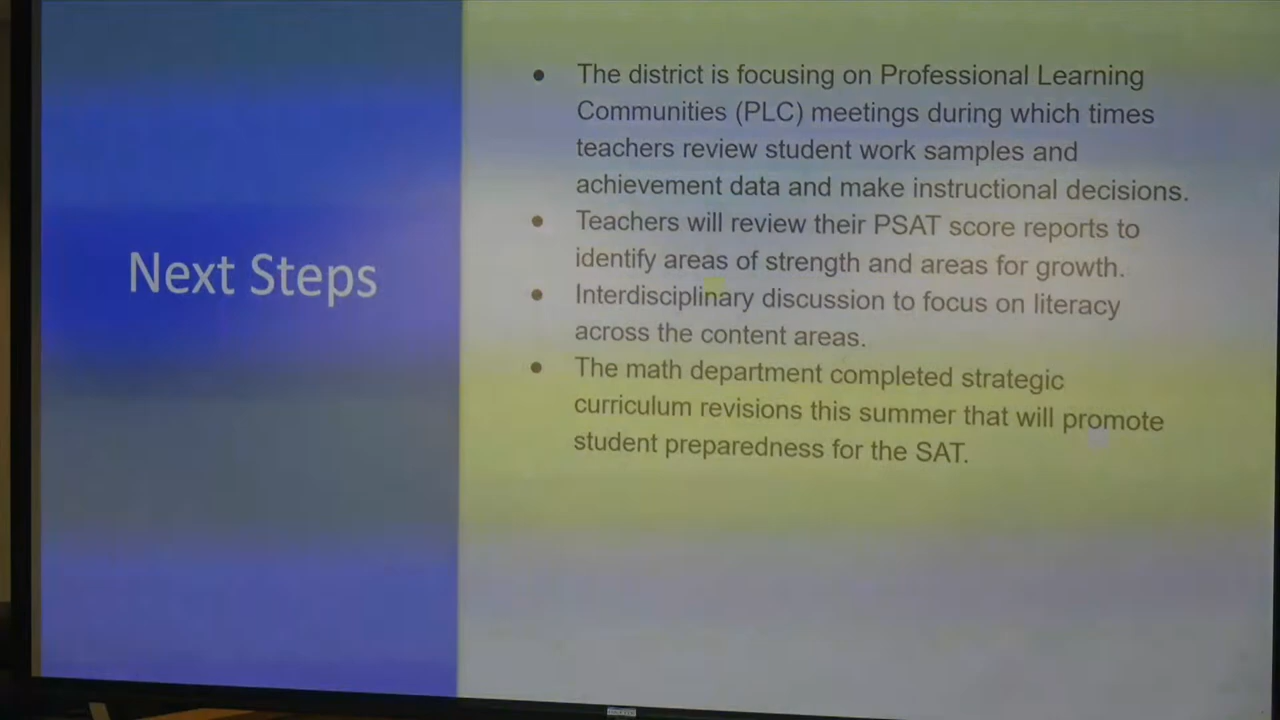 Next Steps
● The district is focusing on Professional Learning
Communities (PLC) meetings during which times
teachers review student work samples and
achievement data and make instructional decisions.
● Teachers will review their PSAT score reports to
identify areas of strength and areas for growth.
● Interdisciplinary discussion to focus on literacy
across the content areas.
● The math department completed strategic
curriculum revisions this summer that will promote
student preparedness for the SAT.